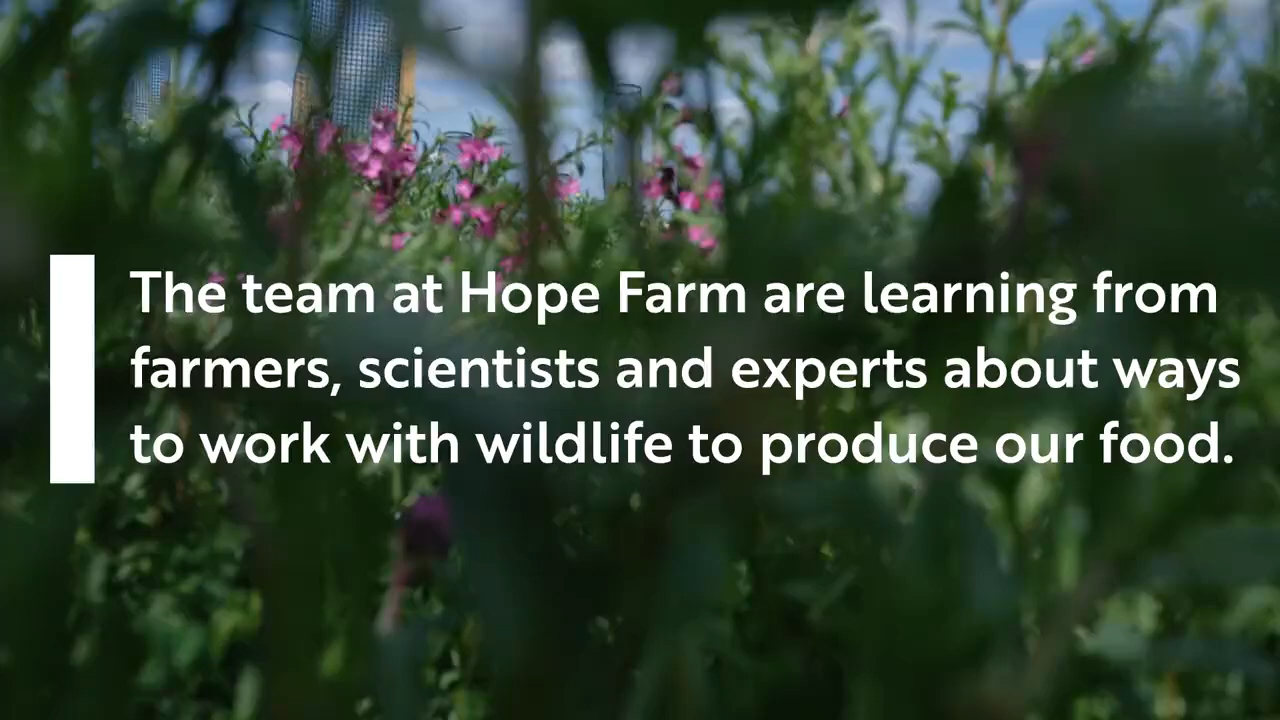 The team at Hope Farm are learning from
farmers, scientists and experts about ways
to work with wildlife to produce our food.